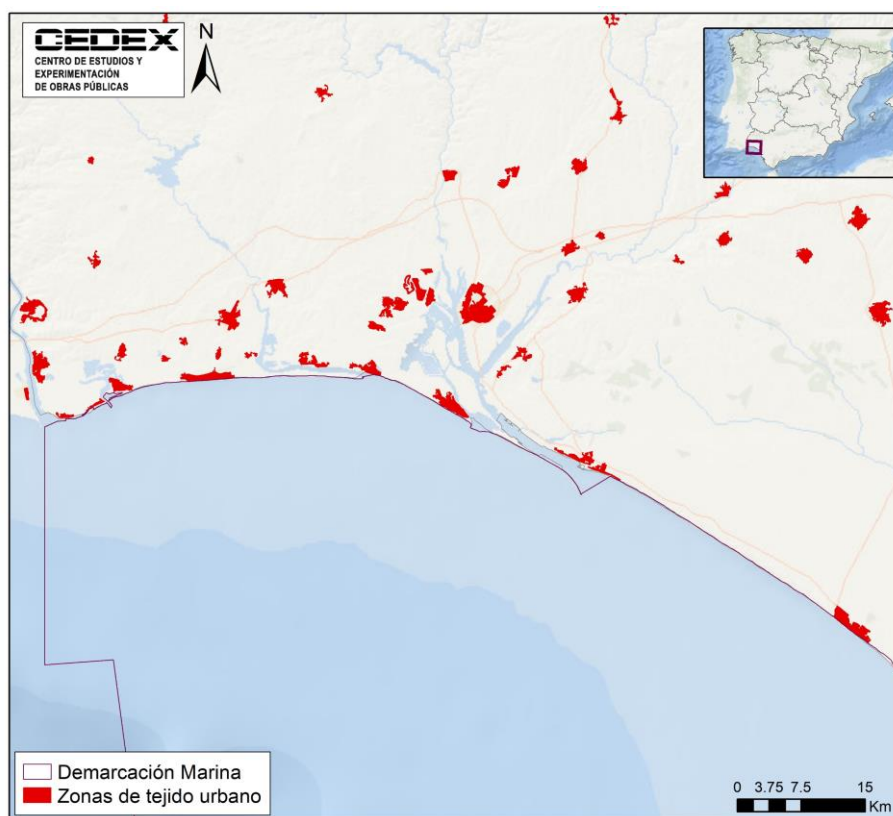 CEDEX
CENTRO DE ESTUDIOS Y
EXPERIMENTACIÓN
DE OBRAS PÚBLICAS
N
Demarcación Marina
Zonas de tejido urbano
0 3.75 7.5 15
Km